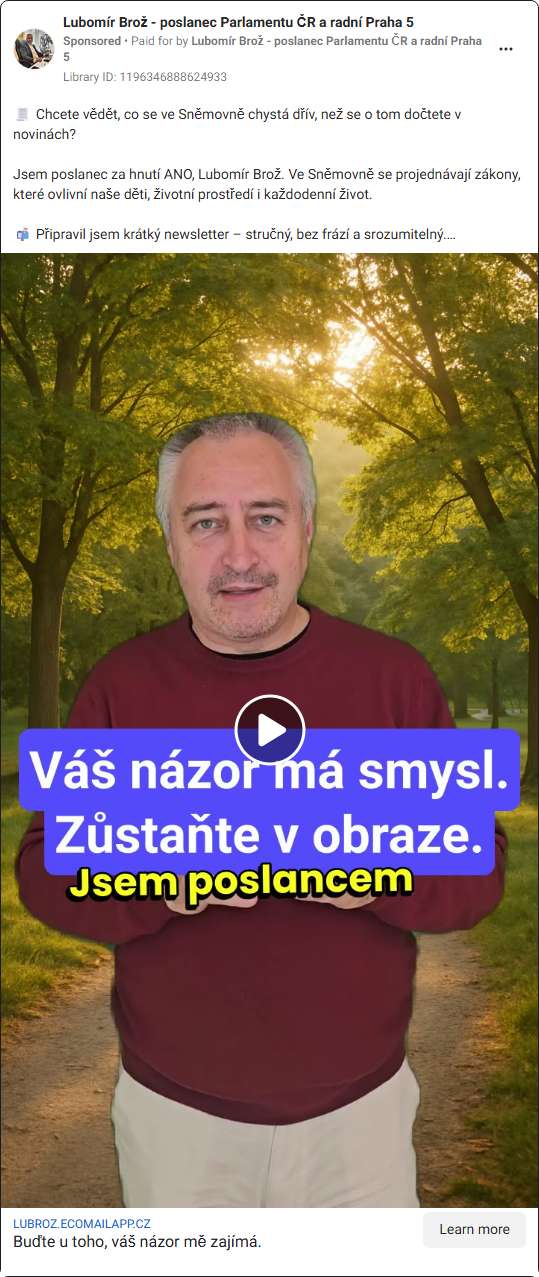 Lubomír Brož - poslanec Parlamentu ČR a radní Praha 5
Sponsored • Paid for by Lubomír Brož - poslanec Parlamentu ČR a radní Praha
5
Library ID: 1196346888624933
🧾 Chcete vědět, co se ve Sněmovně chystá dřív, než se o tom dočtete v
novinách?
Jsem poslanec za hnutí ANO, Lubomír Brož. Ve Sněmovně se projednávají zákony,
které ovlivní naše děti, životní prostředí i každodenní život.
📬 Připravil jsem krátký newsletter – stručný, bez frází a srozumitelný....
Váš názor má smysl.
Zůstaňte v obraze.
Jsem poslancem
LUBROZ.ECOMAILAPP.CZ
Buďte u toho, váš názor mě zajímá.
Learn more